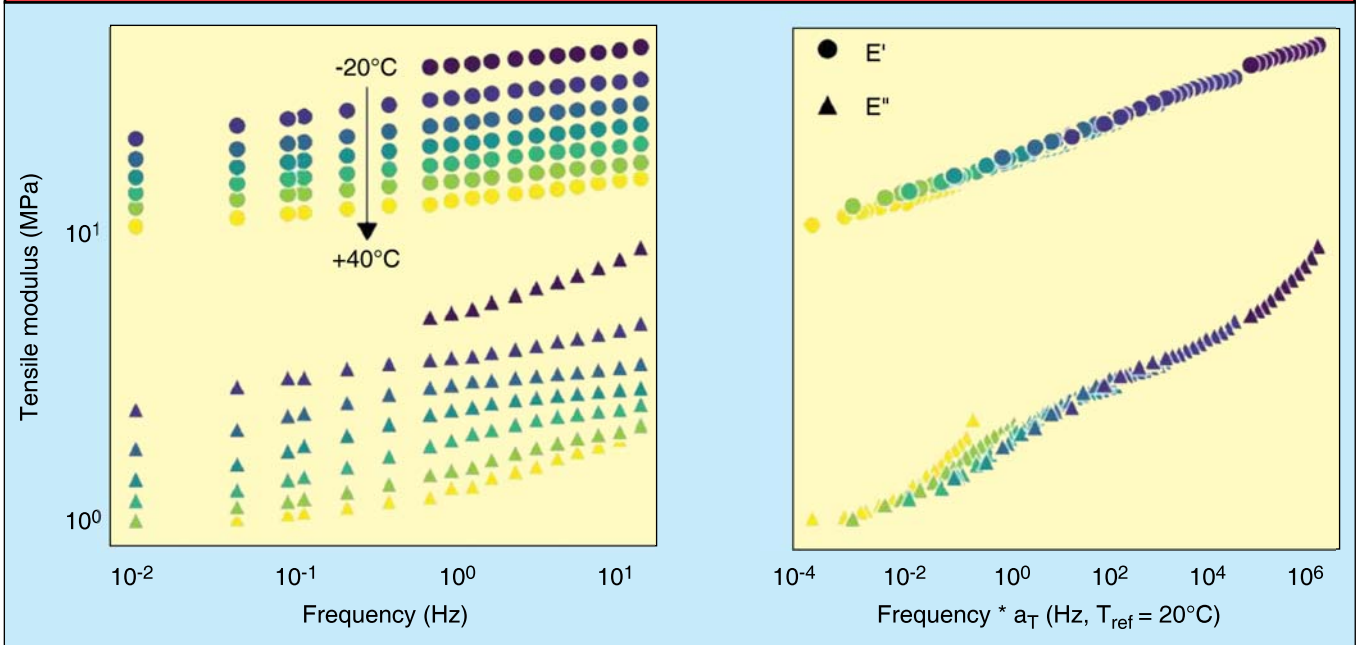 -20°C
+40°C
Tensile modulus (MPa)
10¹
10⁰
10⁻² 10⁻¹ 10⁰ 10¹
Frequency (Hz)
E'
E"
10⁻⁴ 10⁻² 10⁰ 10² 10⁴ 10⁶
Frequency * a_T (Hz, T_ref = 20°C)